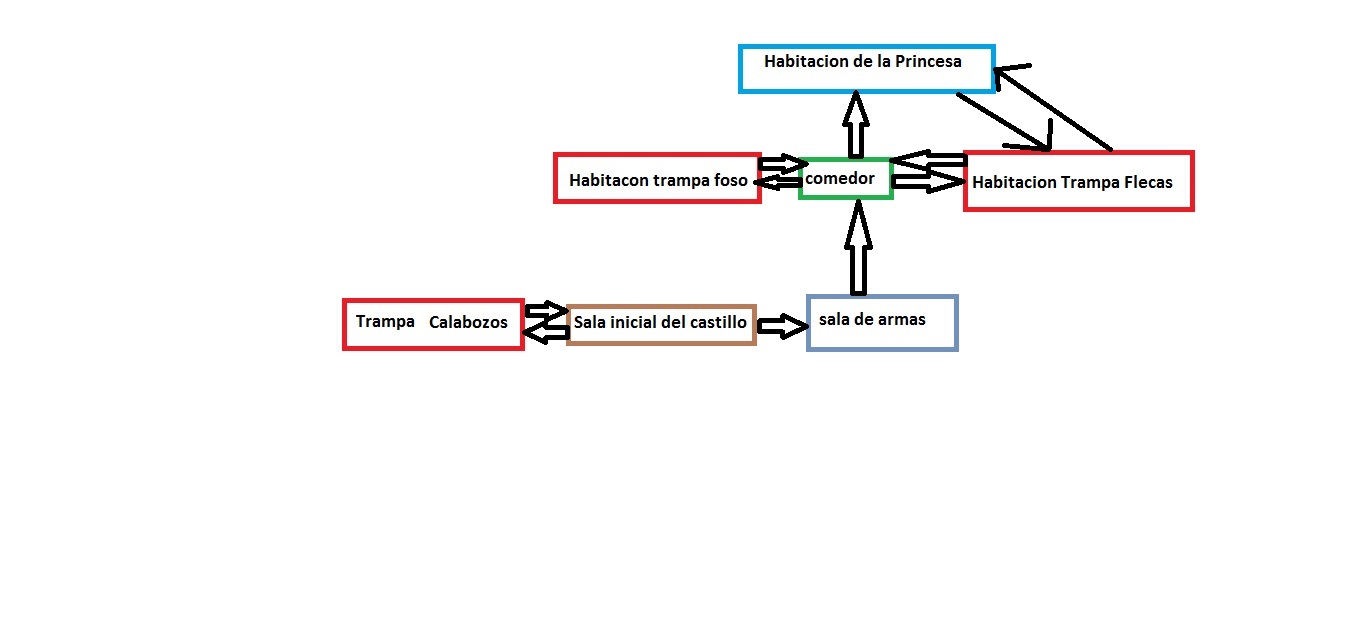 Habitacion de la Princesa
Habitacon trampa foso
comedor
Habitacion Trampa Flecas
Trampa Calabozos
Sala inicial del castillo
sala de armas